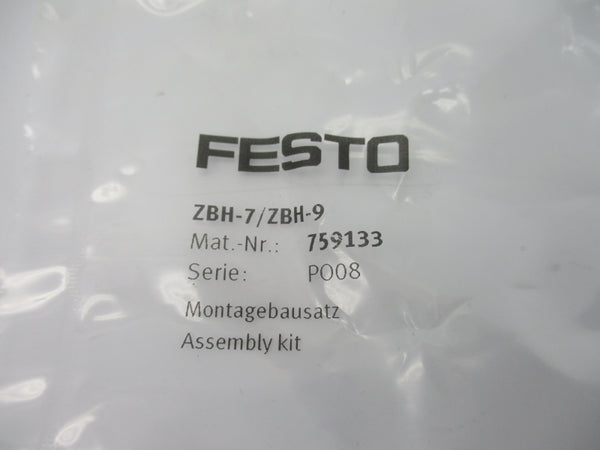 FESTO
ZBH-7/ZBH-9
Mat.-Nr.: 759133
Serie: P008
Montagebausatz
Assembly kit